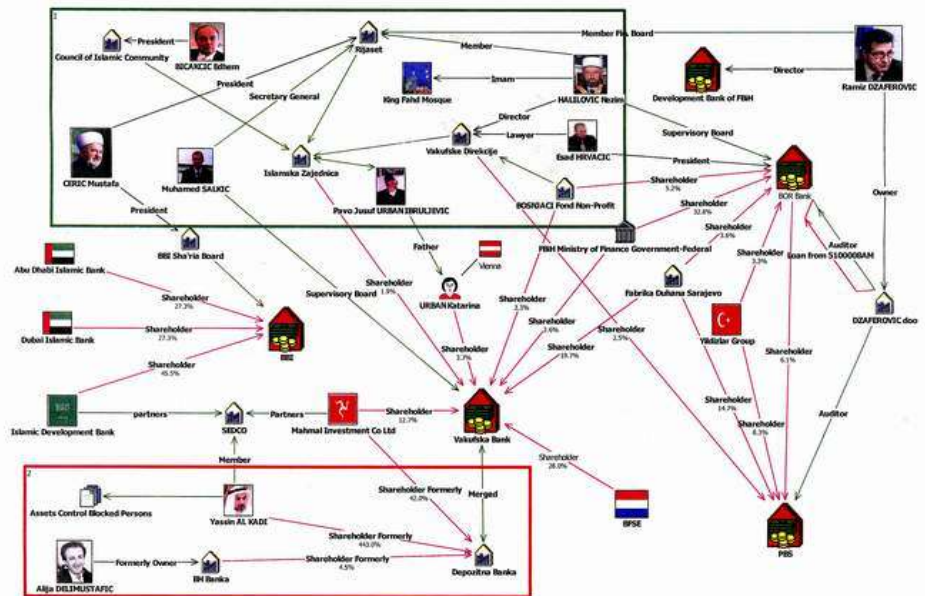 1
President
Council of Islamic Community
BICAKCIC Edhem
Rijaset
Member
Member Fin Board
President
Secretary General
Imam
King Fahd Mosque
HALILOVIC Nezim
Director
Development Bank of FBiH
Ramiz DZAFEROVIC
Director
Lawyer
Supervisory Board
Vakufske Direkcije
Esad HRVACIC
President
CERIC Mustafa
Muhamed SALKIC
Islamska Zajednica
Pavo Jusuf URBAN IBRULJEVIC
BOSNJACI Fond Non-Profit
Shareholder
5.2%
BOR Bank
Owner
President
Shareholder
32.8%
BBI Sha'ria Board
Father
Vienna
FBiH Ministry of Finance Government-Federal
Shareholder
3.6%
Auditor
Loan from 510000BAM
Abu Dhabi Islamic Bank
Shareholder
27.3%
Supervisory Board
Shareholder
1.9%
URBAN Katarina
Shareholder
2.3%
Shareholder
3.6%
Fabrika Duhana Sarajevo
Shareholder
3.3%
DZAFEROVIC doo
Dubai Islamic Bank
Shareholder
27.3%
BBI
Shareholder
45.5%
Shareholder
3.7%
Shareholder
19.7%
Shareholder
2.5%
Yildizlar Group
Shareholder
6.1%
Islamic Development Bank
partners
SEDCO
Partners
Mahmal Investment Co Ltd
Shareholder
12.7%
Vakufska Bank
Shareholder
14.7%
Shareholder
8.3%
Auditor
Member
Shareholder
28.0%
2
Assets Control Blocked Persons
Yassin AL KADI
Shareholder Formerly
42.0%
Merged
BFSE
Shareholder Formerly
443.0%
PBS
Formerly Owner
Alija DELIMUSTAFIC
BH Banka
Shareholder Formerly
4.5%
Depozitna Banka